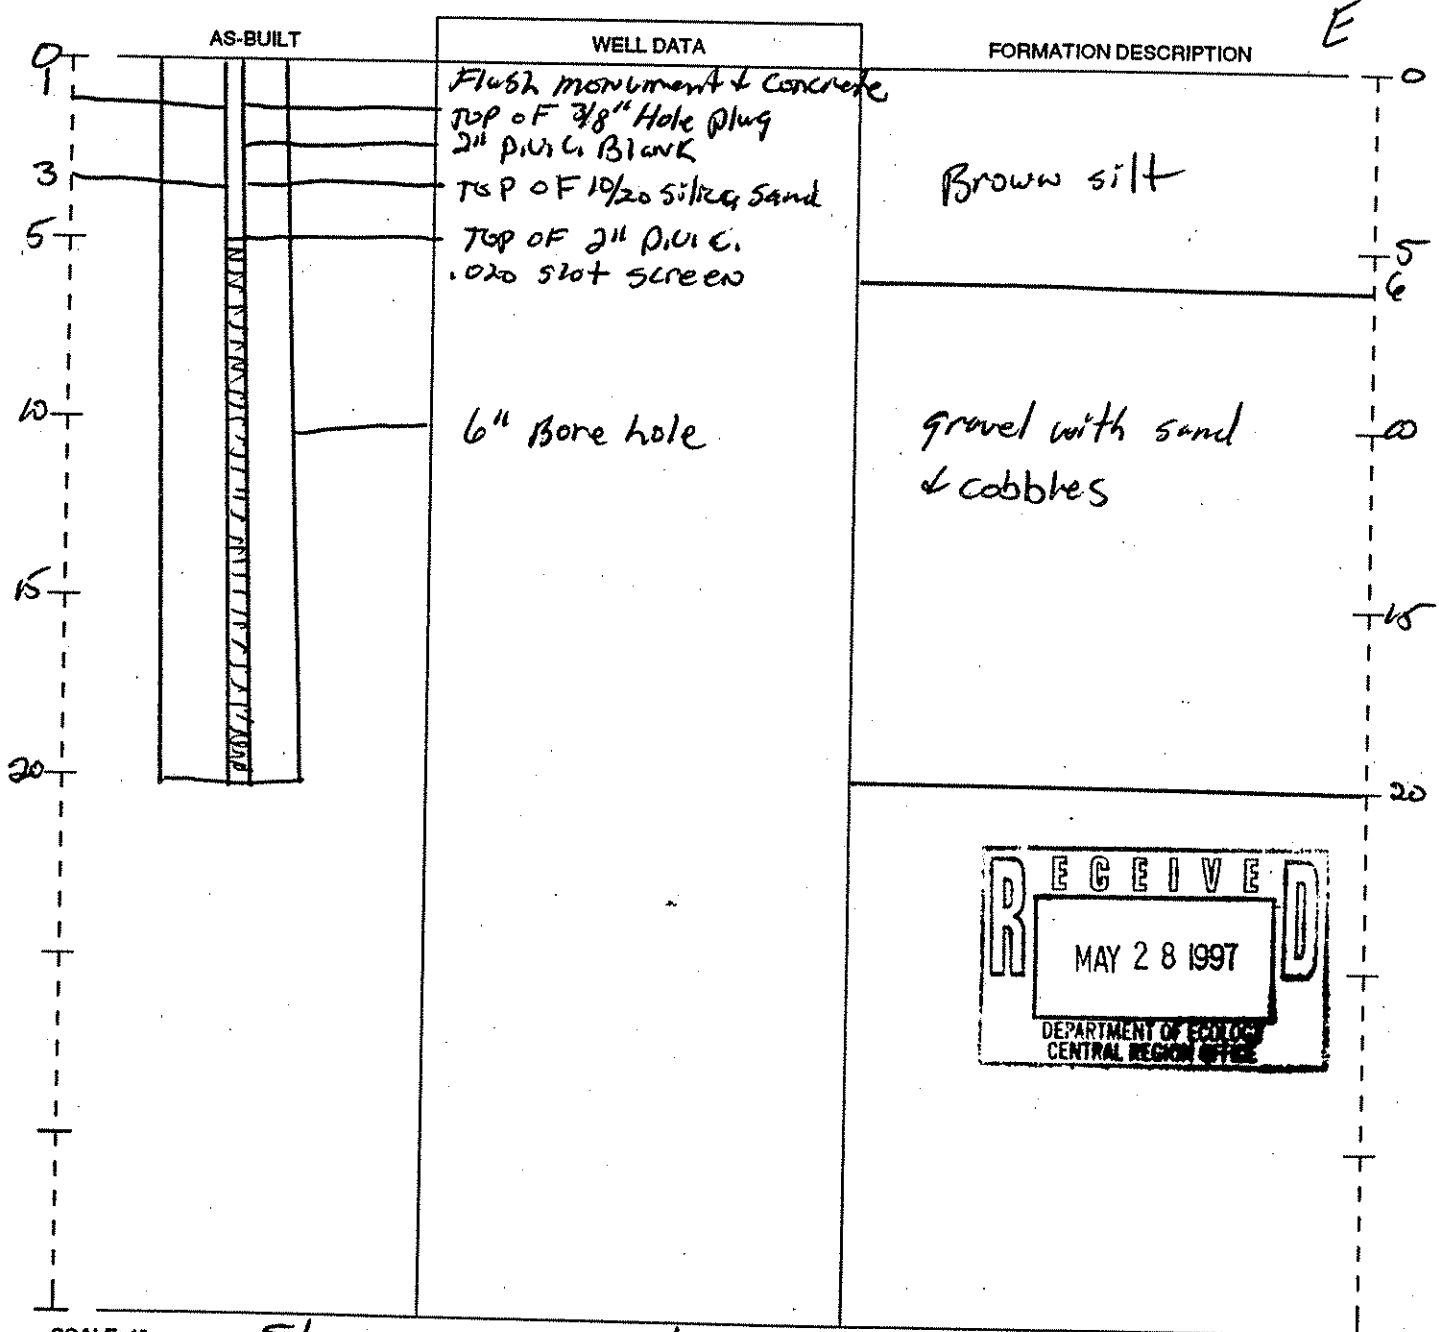 E
AS-BUILT
WELL DATA
FORMATION DESCRIPTION
0
1
3
5
10
15
20
Flush monument & Concrete
TOP OF 3/8" Hole plug
2" P.V.C. Blank
TOP OF 10/20 silica sand
TOP OF 2" P.V.C.
.020 slot screen
6" Bore hole
Brown silt
gravel with sand
& cobbles
0
5
6
10
15
20
RECEIVED
MAY 28 1997
DEPARTMENT OF ECOLOGY
CENTRAL REGION OFFICE